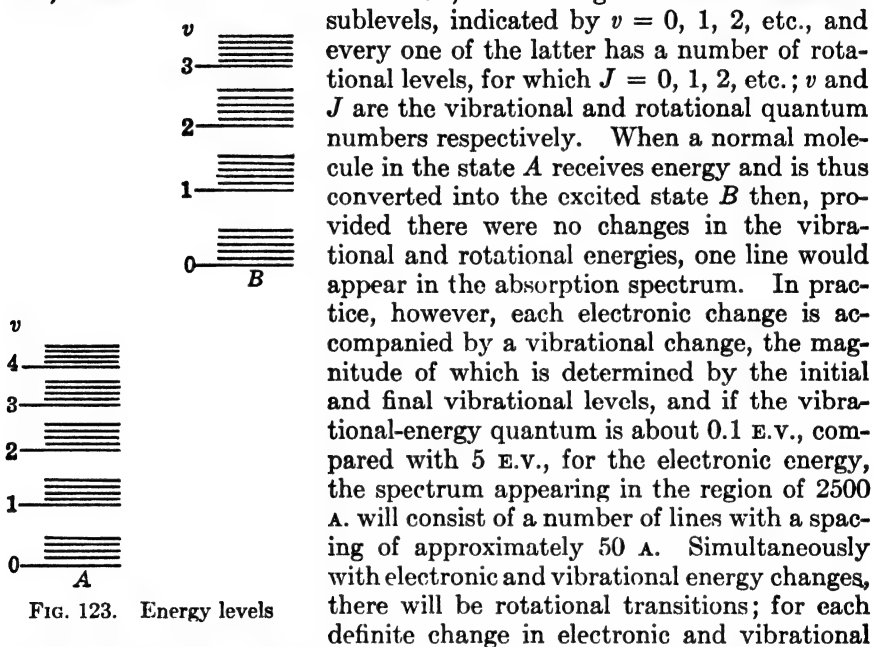 v
3
2
1
0
B
v
4
3
2
1
0
A
FIG. 123. Energy levels
sublevels, indicated by v = 0, 1, 2, etc., and
every one of the latter has a number of rota-
tional levels, for which J = 0, 1, 2, etc.; v and
J are the vibrational and rotational quantum
numbers respectively. When a normal mole-
cule in the state A receives energy and is thus
converted into the excited state B then, pro-
vided there were no changes in the vibra-
tional and rotational energies, one line would
appear in the absorption spectrum. In prac-
tice, however, each electronic change is ac-
companied by a vibrational change, the mag-
nitude of which is determined by the initial
and final vibrational levels, and if the vibra-
tional-energy quantum is about 0.1 E.V., com-
pared with 5 E.V., for the electronic energy,
the spectrum appearing in the region of 2500
A. will consist of a number of lines with a spac-
ing of approximately 50 A. Simultaneously
with electronic and vibrational energy changes,
there will be rotational transitions; for each
definite change in electronic and vibrational